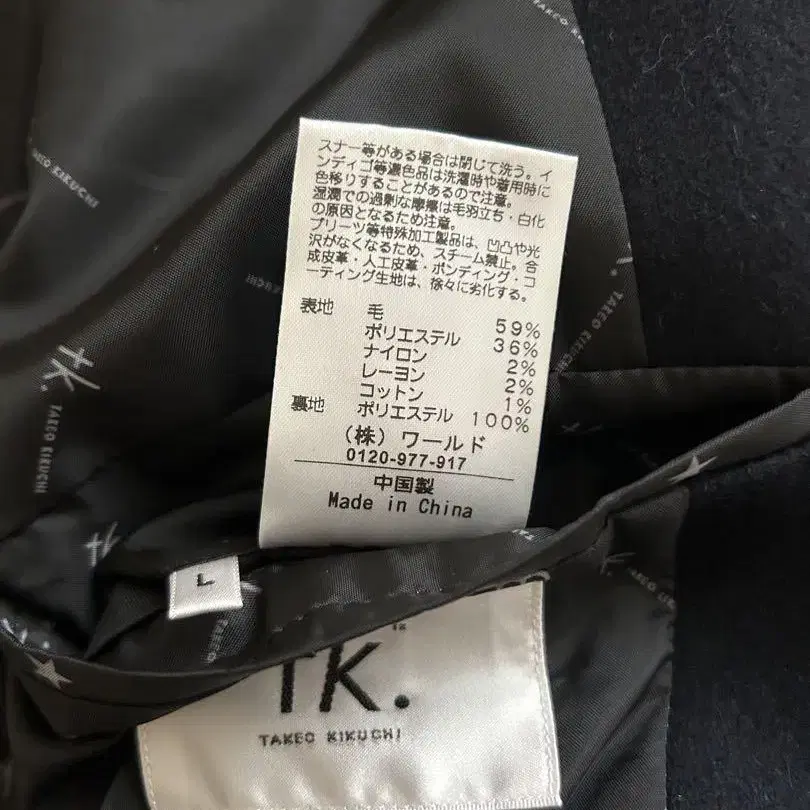 スナー等がある場合は閉じて洗う。イ
ンディゴ等濃色品は洗濯時や着用時に
色移りすることがあるので注意。
湿潤での過剰な摩擦は毛羽立ち・白化
の原因となるため注意。
プリーツ等特殊加工製品は、凹凸や光
沢がなくなるため、スチーム禁止。合
成皮革・人工皮革・ボンディング・コ
ーティング生地は、徐々に劣化する。
表地 毛 59%
ポリエステル 36%
ナイロン 2%
レーヨン 2%
コットン 1%
裏地 ポリエステル 100%
(株) ワールド
0120-977-917
中国製
Made in China
L
tk.
TAKEO KIKUCHI
tk.
TAKEO KIKUCHI
TAKEO KIKUCHI
TAKEO KIKUCHI